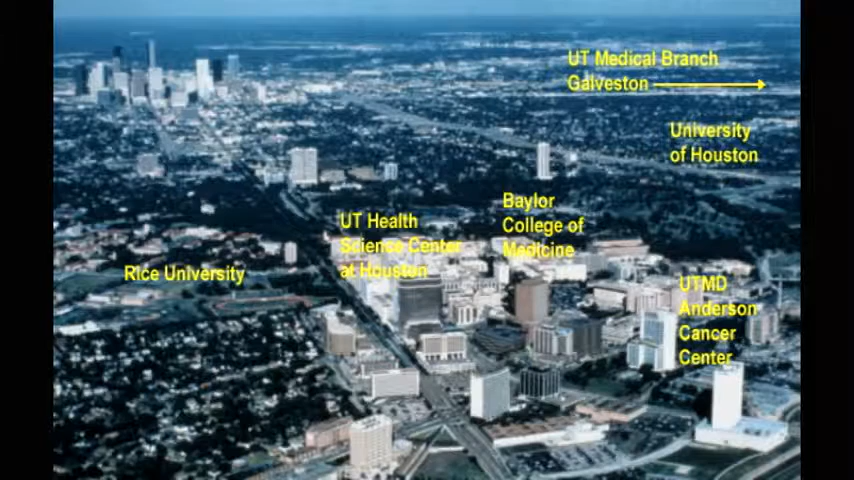 UT Medical Branch
Galveston
University
of Houston
Baylor
College of
Medicine
UT Health
Science Center
at Houston
Rice University
UTMD
Anderson
Cancer
Center